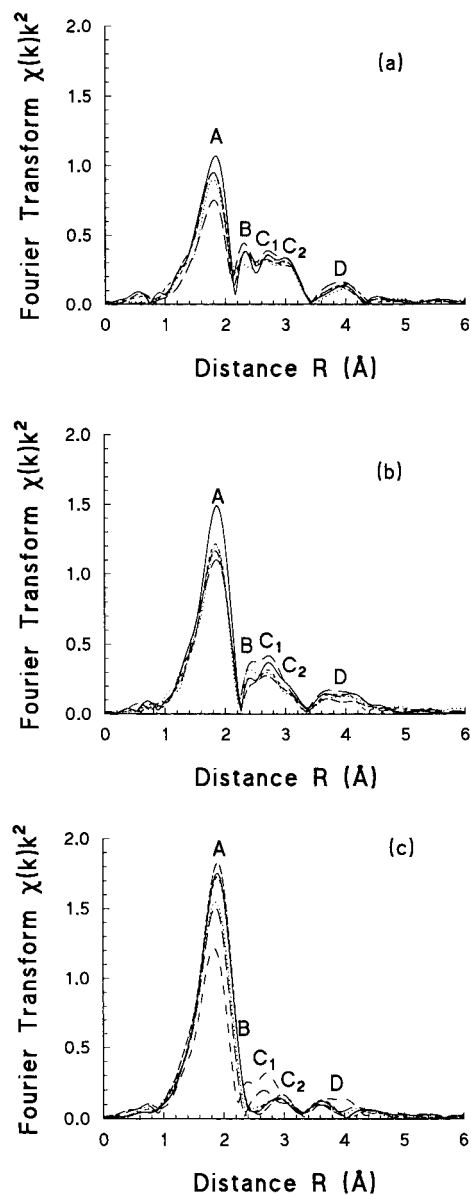 (a)
Fourier Transform χ(k)k²
2.0
1.5
1.0
0.5
0.0
A
B
C₁
C₂
D
0 1 2 3 4 5 6
Distance R (Å)
(b)
Fourier Transform χ(k)k²
2.0
1.5
1.0
0.5
0.0
A
B
C₁
C₂
D
0 1 2 3 4 5 6
Distance R (Å)
(c)
Fourier Transform χ(k)k²
2.0
1.5
1.0
0.5
0.0
A
B
C₁
C₂
D
0 1 2 3 4 5 6
Distance R (Å)